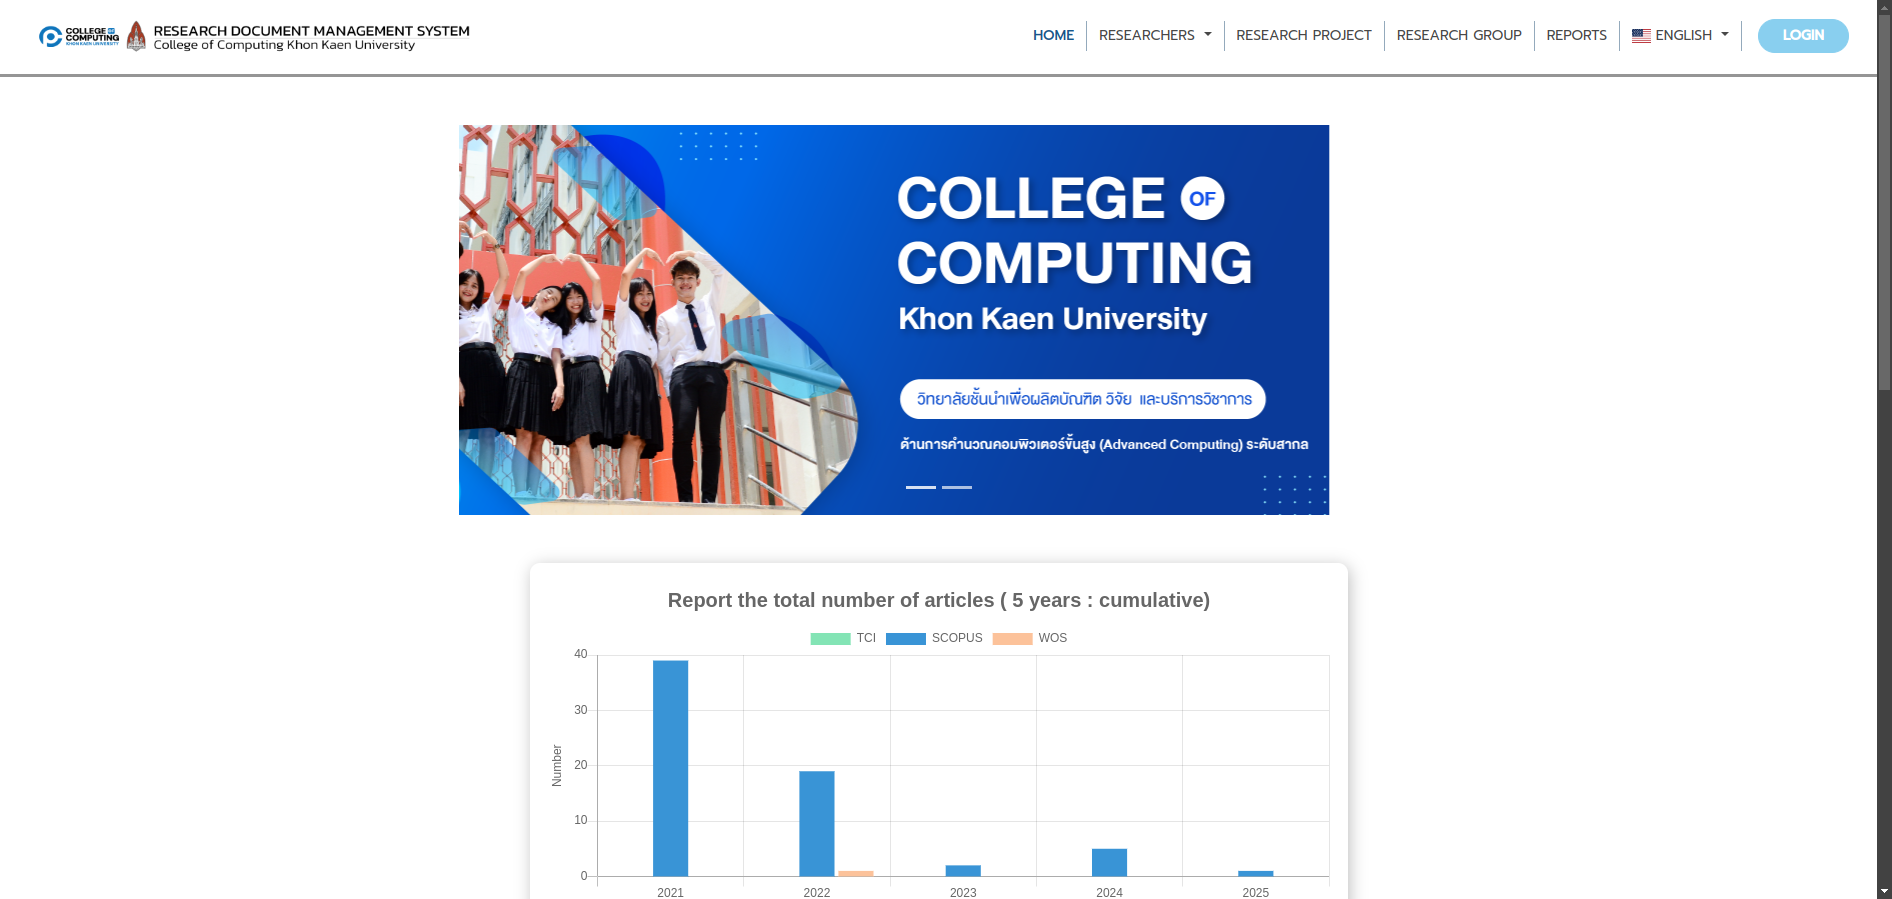 COLLEGE OF
COMPUTING
KHON KAEN UNIVERSITY
RESEARCH DOCUMENT MANAGEMENT SYSTEM
College of Computing Khon Kaen University
HOME
RESEARCHERS
RESEARCH PROJECT
RESEARCH GROUP
REPORTS
ENGLISH
LOGIN
COLLEGE OF
COMPUTING
Khon Kaen University
วิทยาลัยชั้นนำเพื่อผลิตบัณฑิต วิจัย และบริการวิชาการ
ด้านการคำนวณคอมพิวเตอร์ขั้นสูง (Advanced Computing) ระดับสากล
Report the total number of articles ( 5 years : cumulative)
TCI SCOPUS WOS
Number
40
30
20
10
0
2021 2022 2023 2024 2025